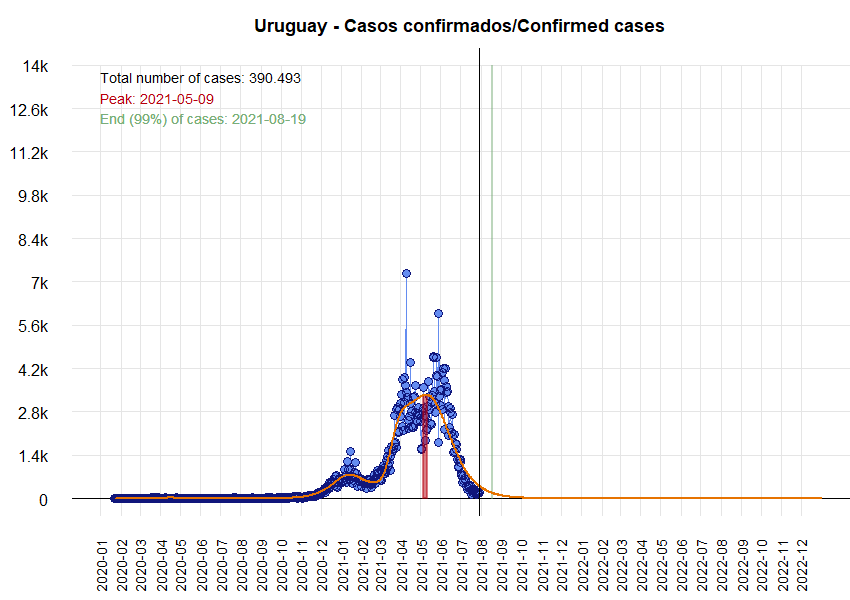 Uruguay - Casos confirmados/Confirmed cases
14k
12.6k
11.2k
9.8k
8.4k
7k
5.6k
4.2k
2.8k
1.4k
0
Total number of cases: 390.493
Peak: 2021-05-09
End (99%) of cases: 2021-08-19
2020-01
2020-02
2020-03
2020-04
2020-05
2020-06
2020-07
2020-08
2020-09
2020-10
2020-11
2020-12
2021-01
2021-02
2021-03
2021-04
2021-05
2021-06
2021-07
2021-08
2021-09
2021-10
2021-11
2021-12
2022-01
2022-02
2022-03
2022-04
2022-05
2022-06
2022-07
2022-08
2022-09
2022-10
2022-11
2022-12